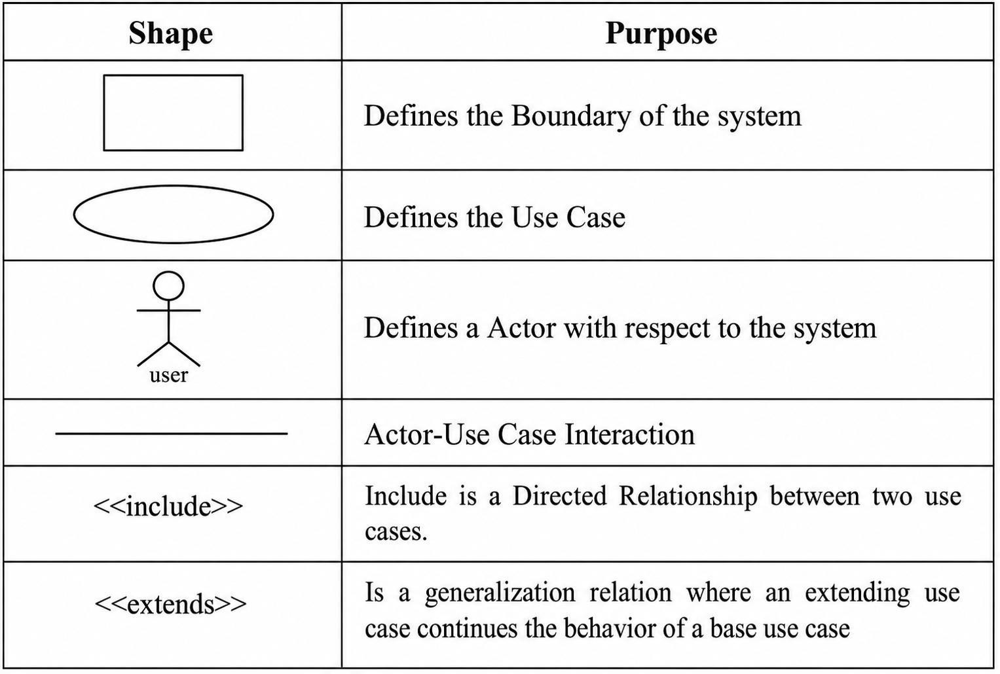 Shape
Purpose
Defines the Boundary of the system
Defines the Use Case
user
Defines a Actor with respect to the system
Actor-Use Case Interaction
<<include>>
Include is a Directed Relationship between two use
cases.
<<extends>>
Is a generalization relation where an extending use
case continues the behavior of a base use case